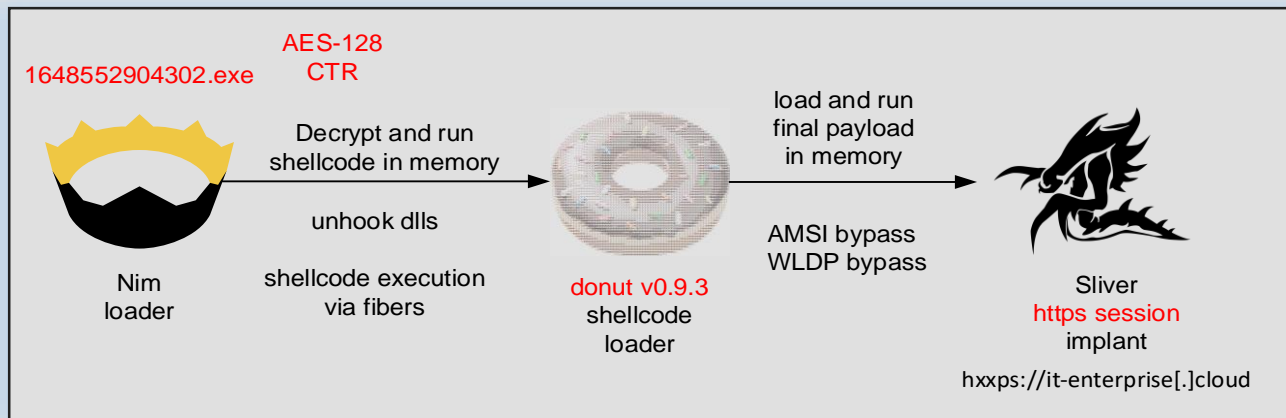 1648552904302.exe
AES-128
CTR
Decrypt and run
shellcode in memory
unhook dlls
shellcode execution
via fibers
Nim
loader
donut v0.9.3
shellcode
loader
load and run
final payload
in memory
AMSI bypass
WLDP bypass
Sliver
https session
implant
hxxps://it-enterprise[.]cloud